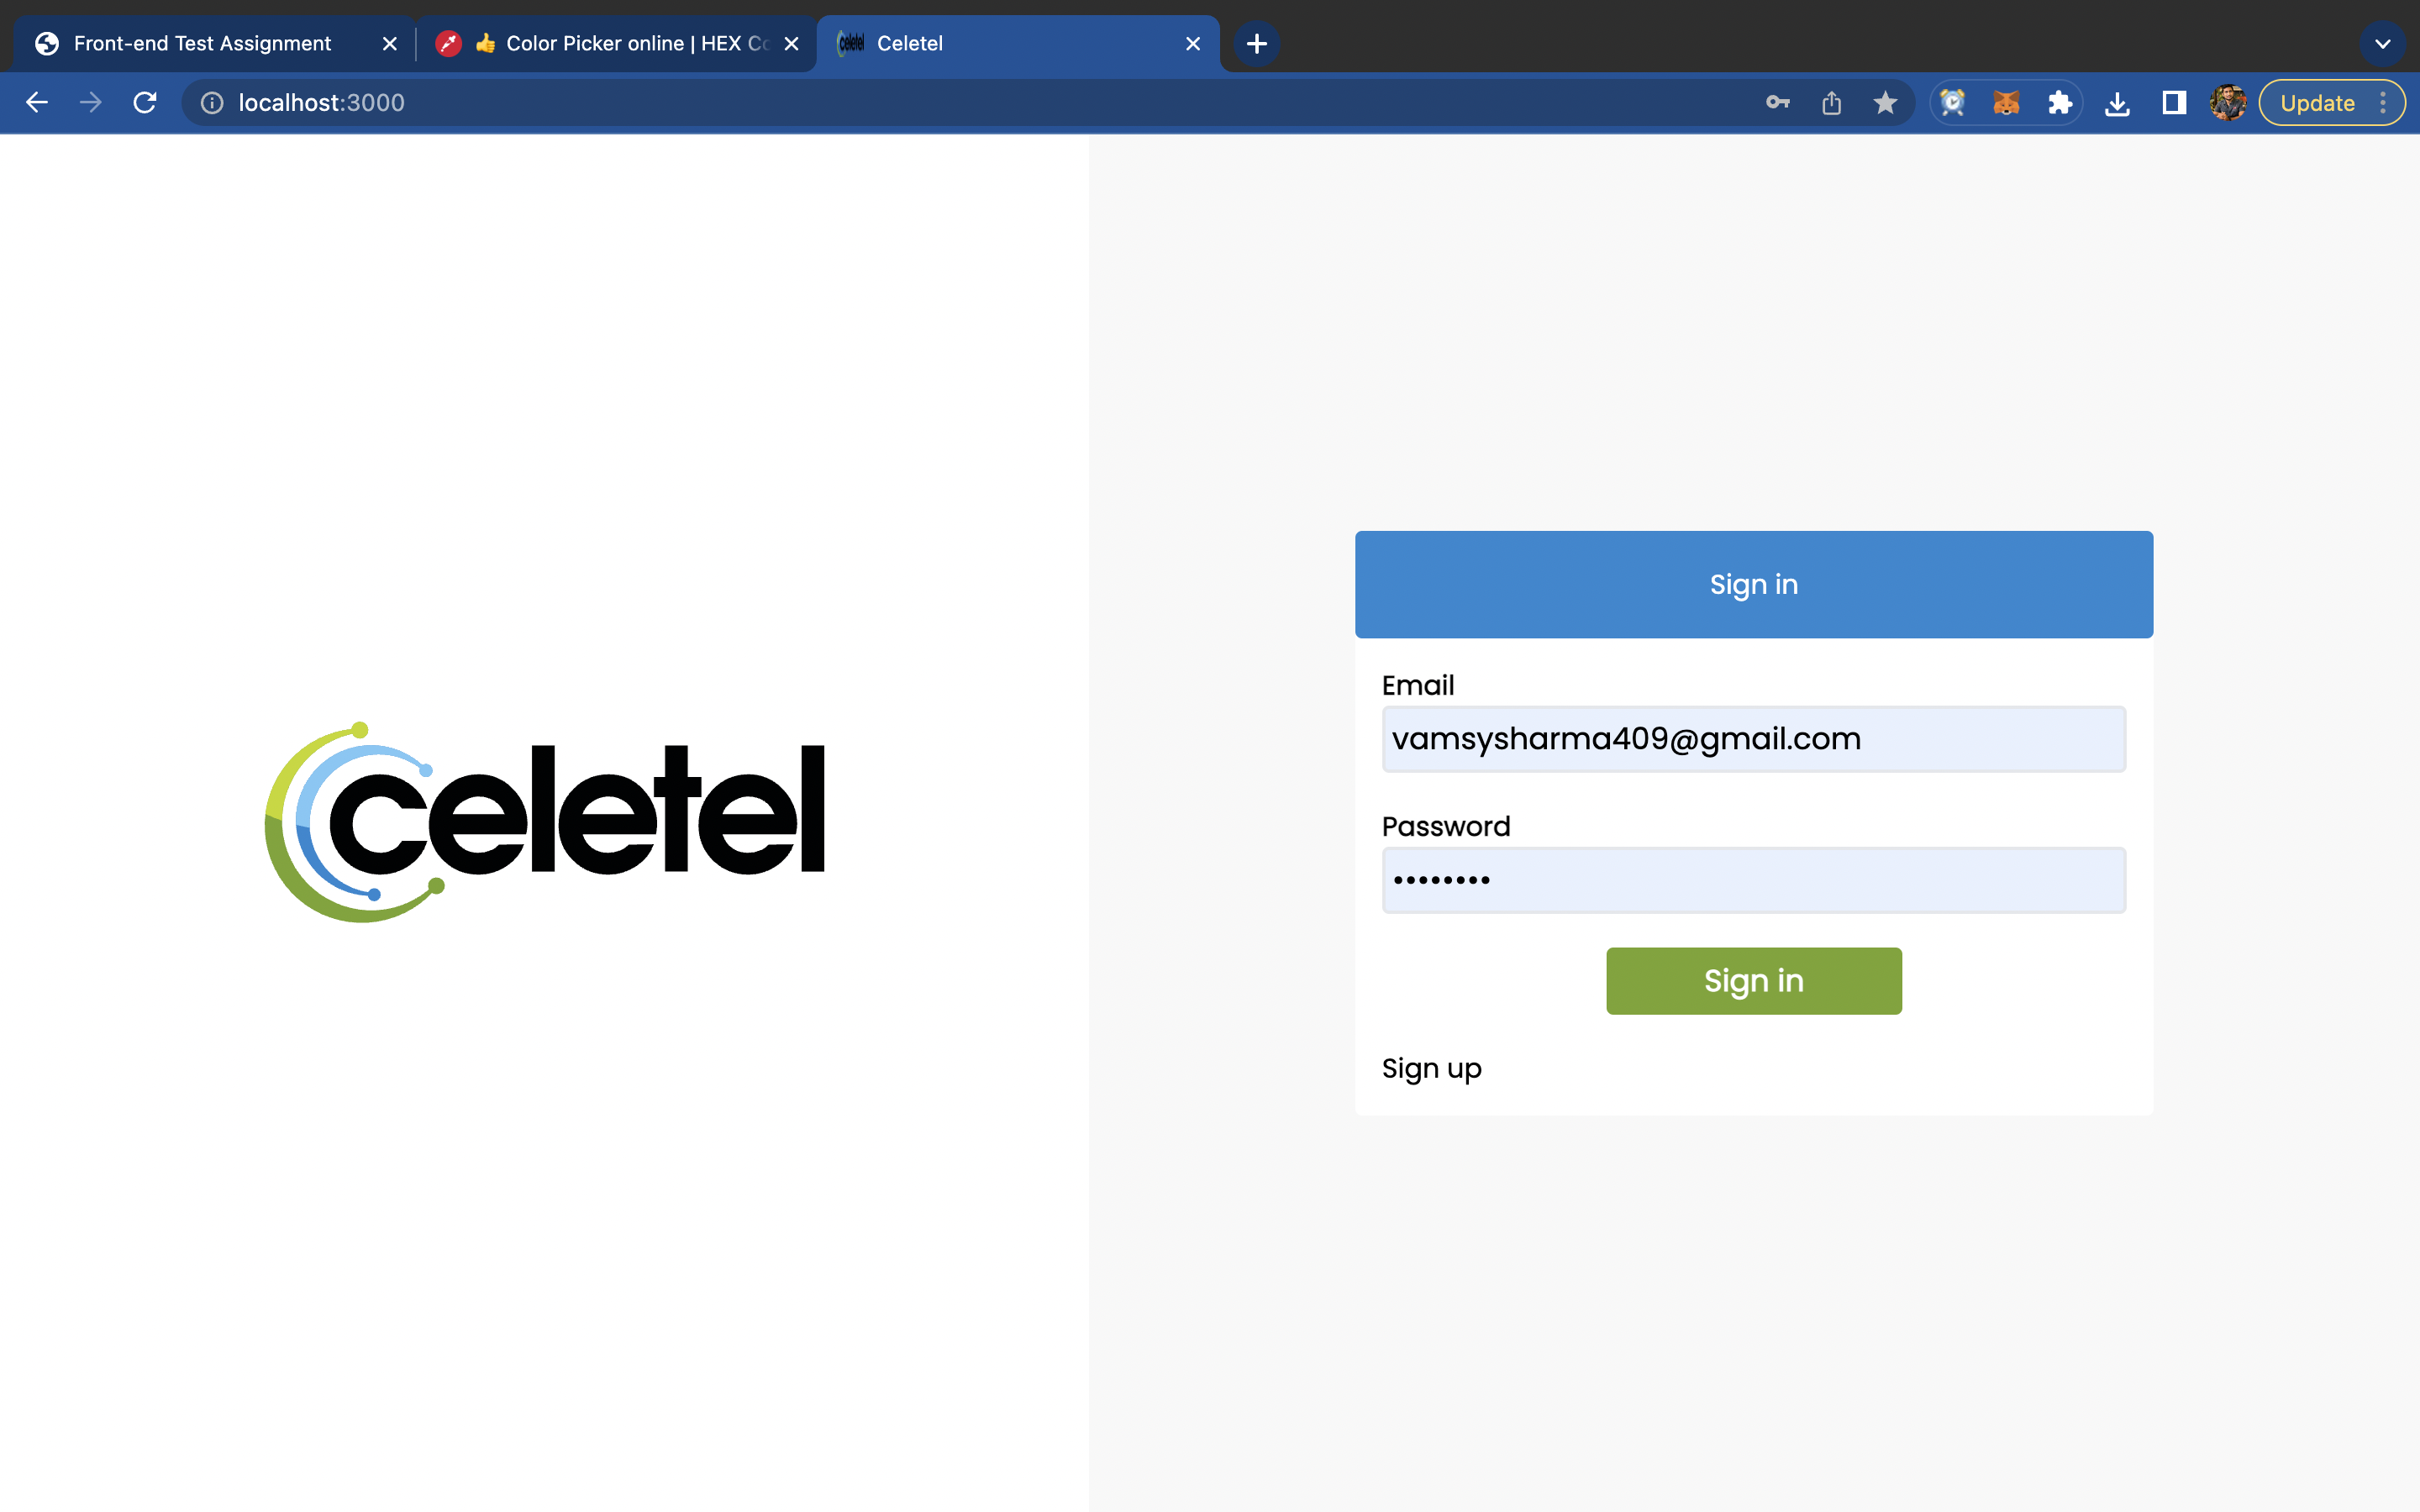 Front-end Test Assignment
👍 Color Picker online | HEX Co
celetel Celetel
localhost:3000
Update
celetel
Sign in
Email
vamsysharma409@gmail.com
Password
••••••••
Sign in
Sign up